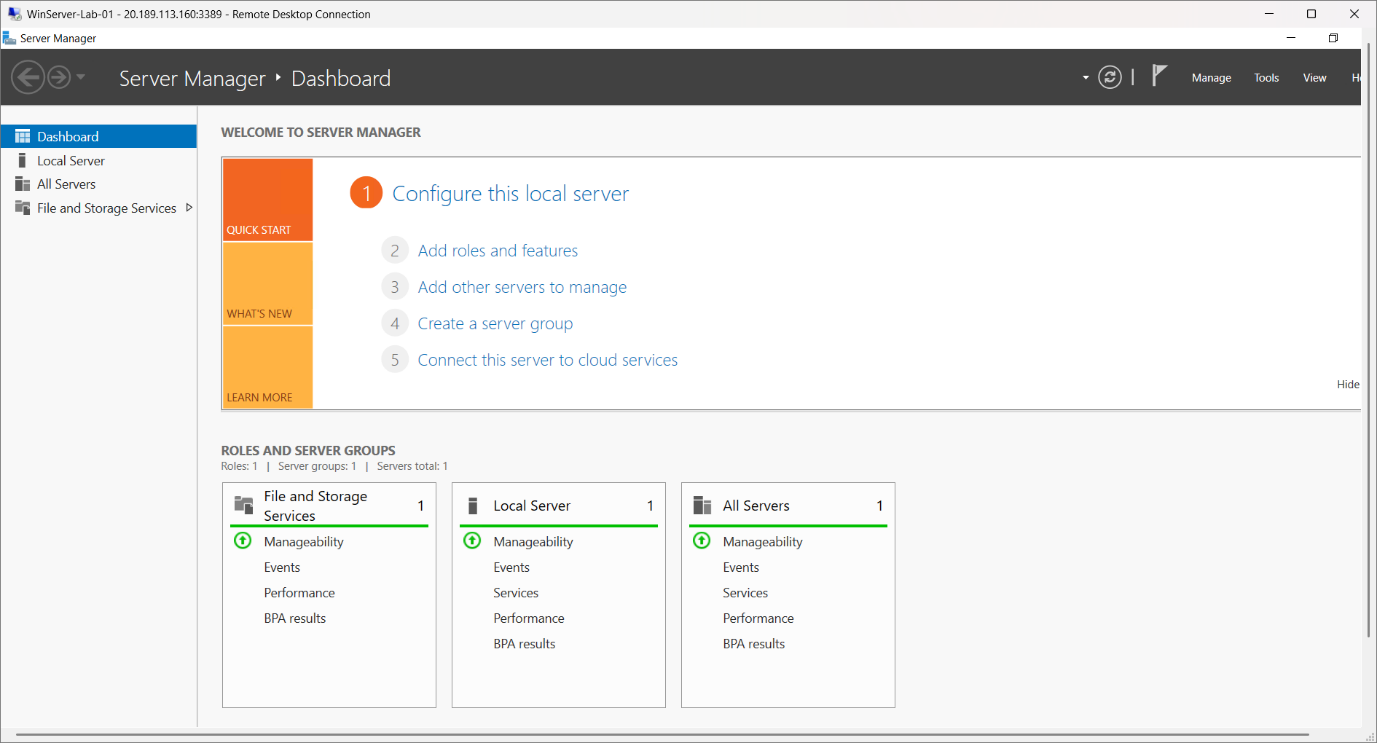 WinServer-Lab-01 - 20.189.113.160:3389 - Remote Desktop Connection
Server Manager
Server Manager Dashboard
Manage Tools View He
Dashboard
Local Server
All Servers
File and Storage Services
WELCOME TO SERVER MANAGER
QUICK START
WHAT'S NEW
LEARN MORE
1 Configure this local server
2 Add roles and features
3 Add other servers to manage
4 Create a server group
5 Connect this server to cloud services
Hide
ROLES AND SERVER GROUPS
Roles: 1 | Server groups: 1 | Servers total: 1
File and Storage
Services 1
Manageability
Events
Performance
BPA results
Local Server 1
Manageability
Events
Services
Performance
BPA results
All Servers 1
Manageability
Events
Services
Performance
BPA results